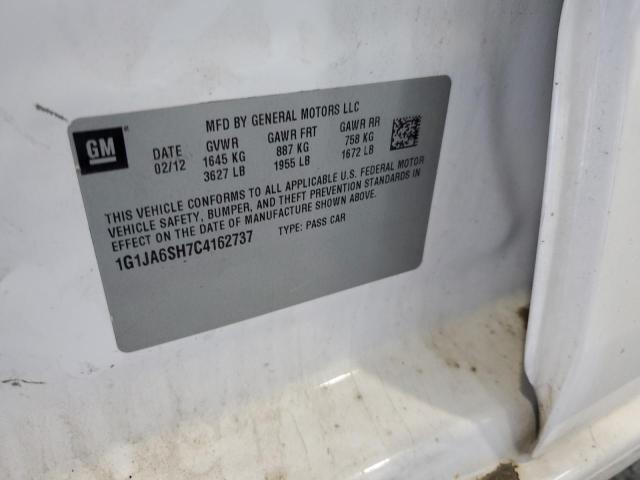 GM
MFD BY GENERAL MOTORS LLC
DATE GVWR GAWR FRT GAWR RR
02/12 1645 KG 887 KG 758 KG
3627 LB 1955 LB 1672 LB
THIS VEHICLE CONFORMS TO ALL APPLICABLE U.S. FEDERAL MOTOR
VEHICLE SAFETY, BUMPER, AND THEFT PREVENTION STANDARDS IN
EFFECT ON THE DATE OF MANUFACTURE SHOWN ABOVE.
1G1JA6SH7C4162737 TYPE: PASS CAR